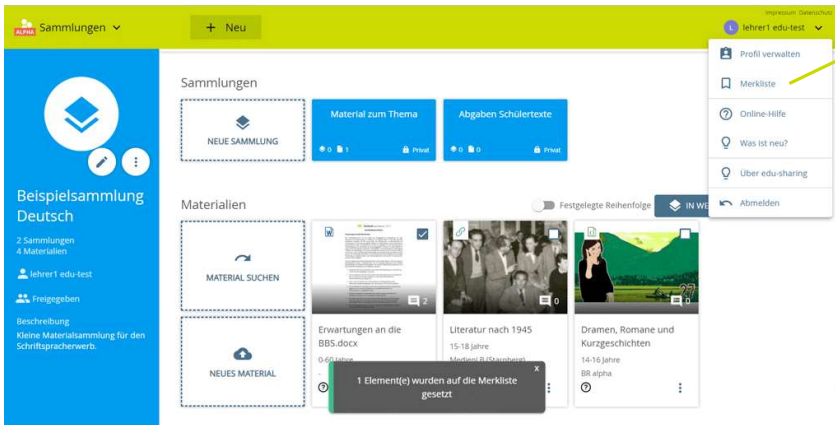 Impressum Datenschutz
ALPHA
Sammlungen
+ Neu
L lehrer1 edu-test
Profil verwalten
Merkliste
Online-Hilfe
Was ist neu?
Über edu-sharing
Abmelden
Beispielsammlung
Deutsch
2 Sammlungen
4 Materialien
lehrer1 edu-test
Freigegeben
Beschreibung
Kleine Materialsammlung für den
Schriftspracherwerb.
Sammlungen
NEUE SAMMLUNG
Material zum Thema
0 1 Privat
Abgaben Schülertexte
0 0 Privat
Materialien
Festgelegte Reihenfolge
IN WE
MATERIAL SUCHEN
NEUES MATERIAL
W
2
Erwartungen an die
BBS.docx
0-60 Jahre
-
0
Literatur nach 1945
15-18 Jahre
27
0
Dramen, Romane und
Kurzgeschichten
14-16 Jahre
BR alpha
x
1 Element(e) wurden auf die Merkliste
gesetzt